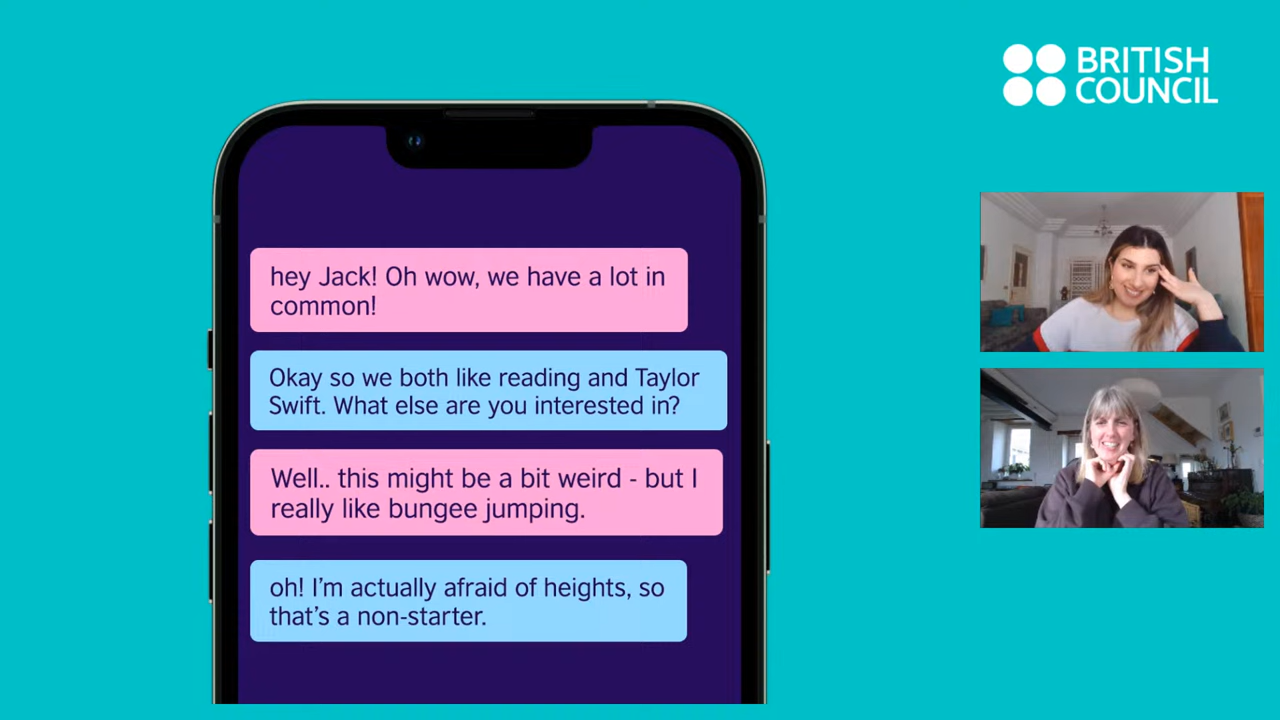 BRITISH
COUNCIL
hey Jack! Oh wow, we have a lot in
common!
Okay so we both like reading and Taylor
Swift. What else are you interested in?
Well.. this might be a bit weird - but I
really like bungee jumping.
oh! I'm actually afraid of heights, so
that's a non-starter.